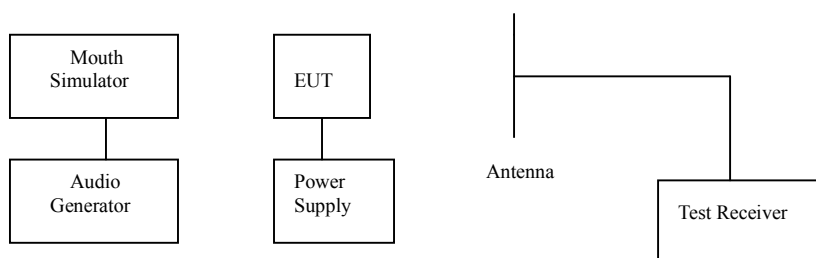 Mouth
Simulator
EUT
Audio
Generator
Power
Supply
Antenna
Test Receiver